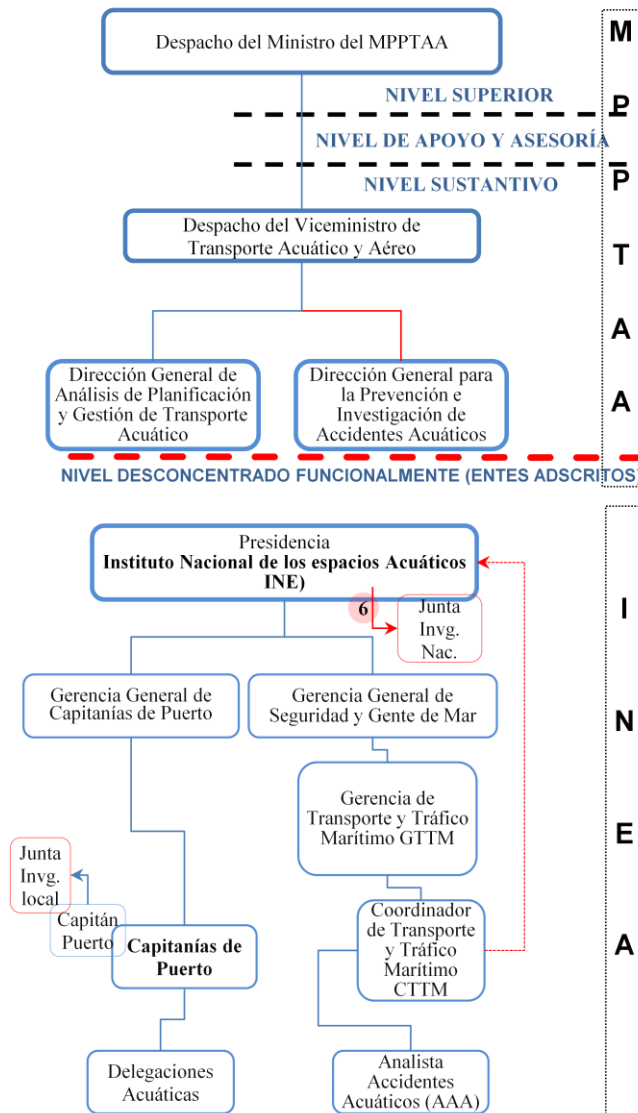 Despacho del Ministro del MPPTAA
NIVEL SUPERIOR
NIVEL DE APOYO Y ASESORÍA
NIVEL SUSTANTIVO
Despacho del Viceministro de
Transporte Acuático y Aéreo
Dirección General de
Análisis de Planificación
y Gestión de Transporte
Acuático
Dirección General para
la Prevención e
Investigación de
Accidentes Acuáticos
M
P
P
T
A
A
NIVEL DESCONCENTRADO FUNCIONALMENTE (ENTES ADSCRITOS)
Presidencia
Instituto Nacional de los espacios Acuáticos
INE)
6
Junta
Invg.
Nac.
Gerencia General de
Capitanías de Puerto
Gerencia General de
Seguridad y Gente de Mar
Gerencia de
Transporte y Tráfico
Marítimo GTTM
Junta
Invg.
local
Capitán
Puerto
Capitanías de
Puerto
Coordinador
de Transporte
y Tráfico
Marítimo
CTTM
Delegaciones
Acuáticas
Analista
Accidentes
Acuáticos (AAA)
I
N
E
A